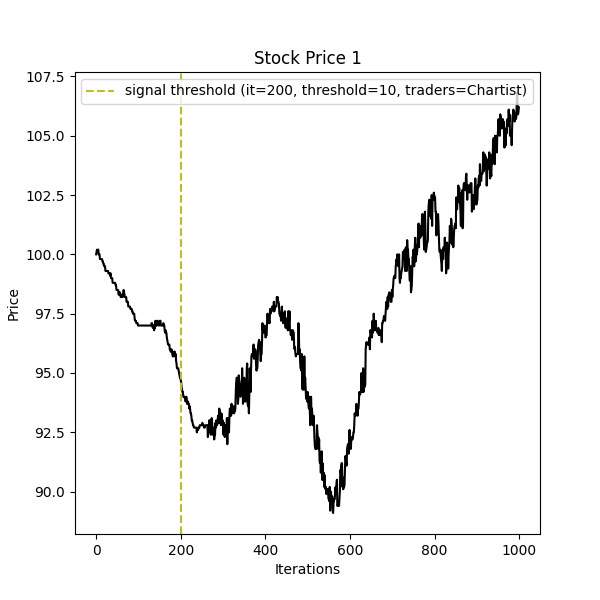 Stock Price 1
107.5
signal threshold (it=200, threshold=10, traders=Chartist)
105.0
102.5
100.0
97.5
95.0
92.5
90.0
Price
0 200 400 600 800 1000
Iterations